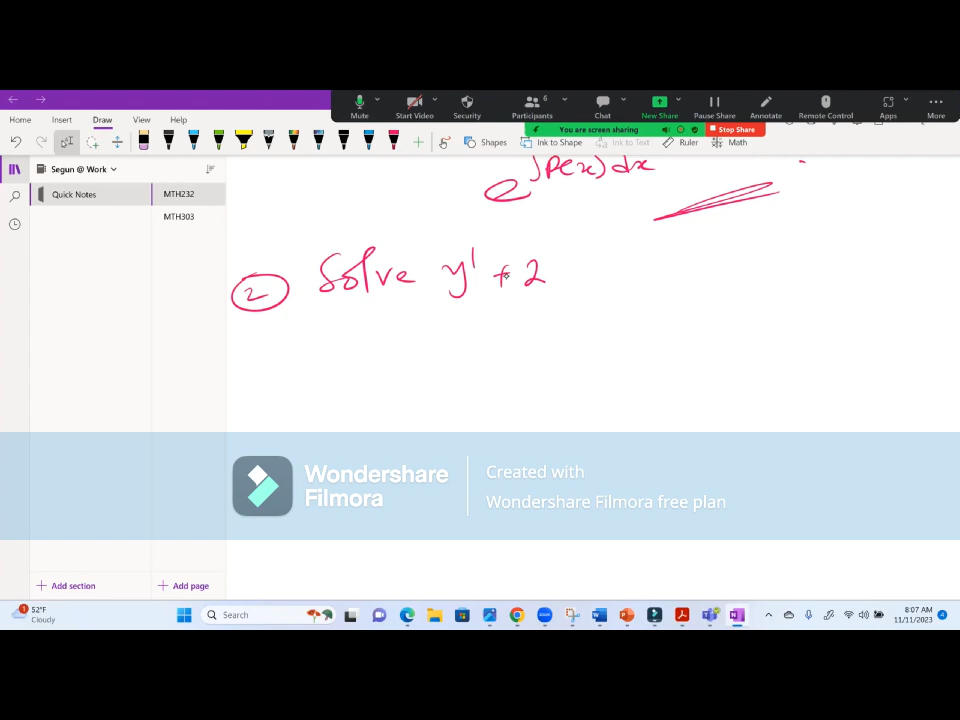 Mute
Start Video
Security
Participants
6
Chat
New Share
Pause Share
Annotate
Remote Control
Apps
More
You are screen sharing
Stop Share
Home
Insert
Draw
View
Help
Shapes
Ink to Shape
Ink to Text
Ruler
Math
Segun @ Work
Quick Notes
MTH232
MTH303
e^∫P(x)dx
② Solve y' + 2
Wondershare
Filmora
Created with
Wondershare Filmora free plan
Add section
Add page
1
52°F
Cloudy
Search
8:07 AM
11/11/2023
4